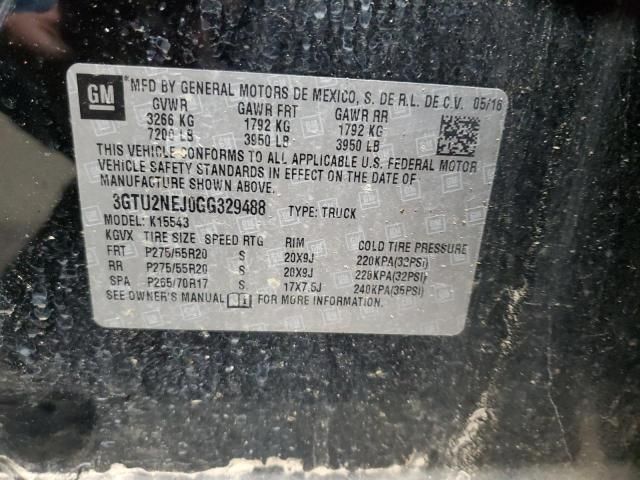 GM *MFD BY GENERAL MOTORS DE MEXICO, S. DE R.L. DE C.V. 05/16
GVWR GAWR FRT GAWR RR
3266 KG 1792 KG 1792 KG
7200 LB 3950 LB 3950 LB
THIS VEHICLE CONFORMS TO ALL APPLICABLE U.S. FEDERAL MOTOR
VEHICLE SAFETY STANDARDS IN EFFECT ON THE DATE OF
MANUFACTURE SHOWN ABOVE.
3GTU2NEJ0GG329488 TYPE: TRUCK
MODEL: K15543
KGVX TIRE SIZE SPEED RTG RIM COLD TIRE PRESSURE
FRT P275/55R20 S 20X9J 220KPA(32PSI)
RR P275/55R20 S 20X9J 220KPA(32PSI)
SPA P265/70R17 S 17X7.5J 240KPA(35PSI)
SEE OWNER'S MANUAL FOR MORE INFORMATION.